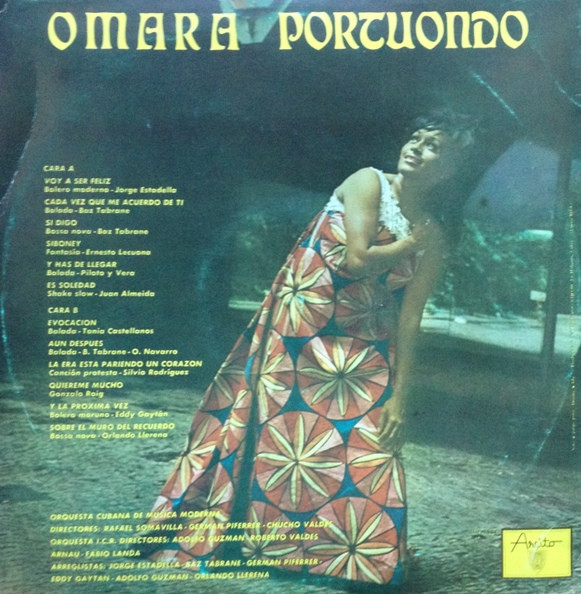 OMARA PORTUONDO
CARA A
VOY A SER FELIZ
Bolero moderno - Jorge Estadella
CADA VEZ QUE ME ACUERDO DE TI
Balada - Baz Tabrane
SI DIGO
Bossa nova - Baz Tabrane
SIBONEY
Fantasía - Ernesto Lecuona
Y HAS DE LLEGAR
Balada - Piloto y Vera
ES SOLEDAD
Shake slow - Juan Almeida
CARA B
EVOCACION
Balada - Tania Castellanos
AUN DESPUES
Balada - B. Tabrane - O. Navarro
LA ERA ESTA PARIENDO UN CORAZON
Canción protesta - Silvio Rodríguez
QUIEREME MUCHO
Gonzalo Roig
Y LA PROXIMA VEZ
Bolero moruno - Eddy Gaytán
SOBRE EL MURO DEL RECUERDO
Bossa nova - Orlando Llerena
ORQUESTA CUBANA DE MUSICA MODERNA
DIRECTORES: RAFAEL SOMAVILLA - GERMAN PIFERRER - CHUCHO VALDES
ORQUESTA I.C.R. DIRECTORES: ADOLFO GUZMAN - ROBERTO VALDES
ARNAU - FABIO LANDA
ARREGLISTAS: JORGE ESTADELLA - BAZ TABRANE - GERMAN PIFERRER -
EDDY GAYTAN - ADOLFO GUZMAN - ORLANDO LLERENA
Areito